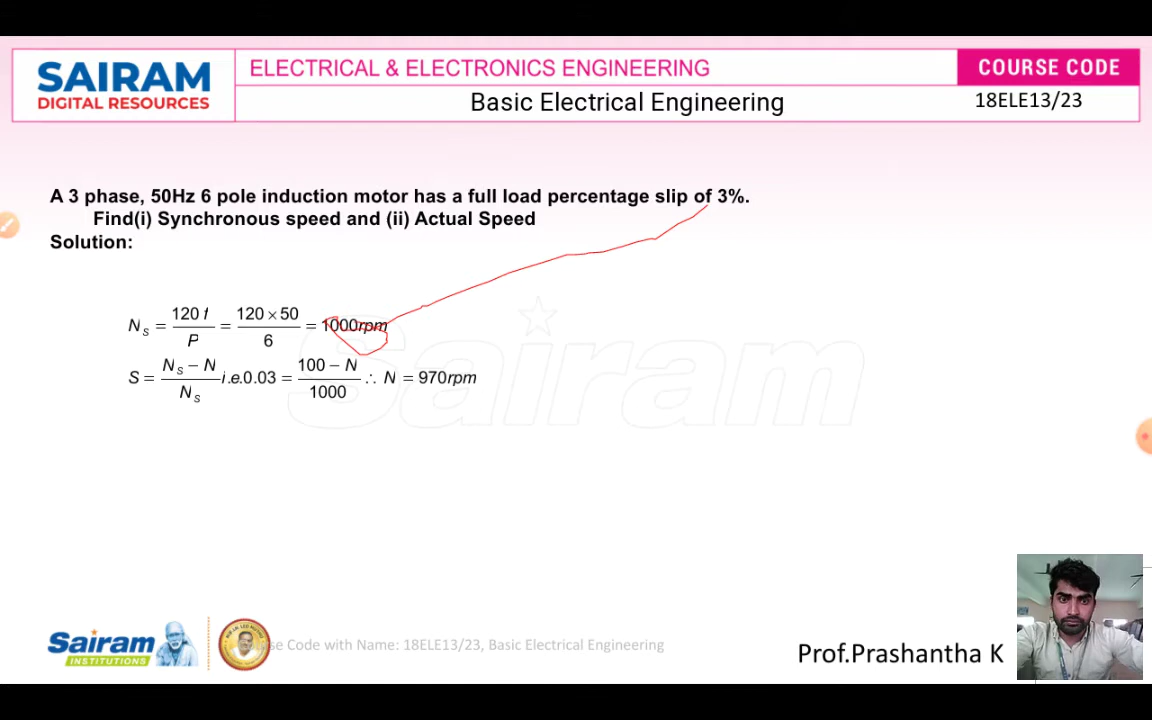 SAIRAM
DIGITAL RESOURCES
ELECTRICAL & ELECTRONICS ENGINEERING
Basic Electrical Engineering
COURSE CODE
18ELE13/23
A 3 phase, 50Hz 6 pole induction motor has a full load percentage slip of 3%.
Find(i) Synchronous speed and (ii) Actual Speed
Solution:
N_S = 120 f / P = 120 × 50 / 6 = 1000rpm
S = N_S − N / N_S i.e.0.03 = 100 − N / 1000 ∴ N = 970rpm
Sairam
Sairam
INSTITUTIONS
se Code with Name: 18ELE13/23, Basic Electrical Engineering
Prof.Prashantha K